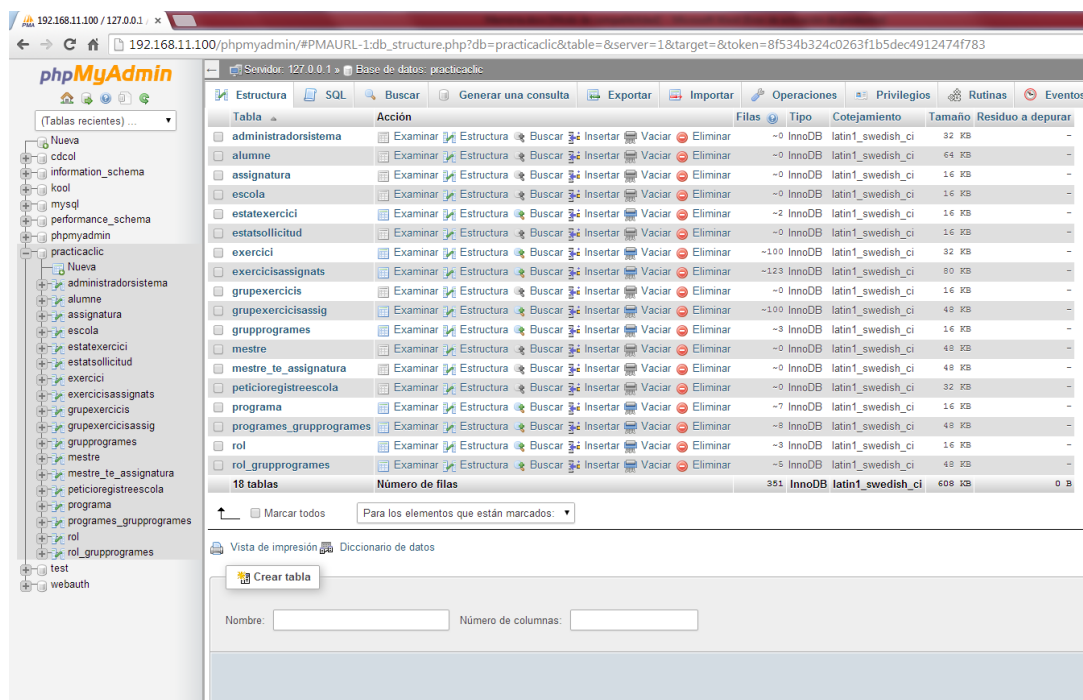 192.168.11.100 / 127.0.0.1 /
192.168.11.100/phpmyadmin/#PMAURL-1:db_structure.php?db=practicaclic&table=&server=1&target=&token=8f534b324c0263f1b5dec4912474f783
phpMyAdmin
(Tablas recientes) ...
Nueva
cdcol
information_schema
kool
mysql
performance_schema
phpmyadmin
practicaclic
Nueva
administradorsistema
alumne
assignatura
escola
estatexercici
estatsollicitud
exercici
exercicisassignats
grupexercicis
grupexercicisassig
grupprogrames
mestre
mestre_te_assignatura
peticioregistreescola
programa
programes_grupprogrames
rol
rol_grupprogrames
test
webauth
Servidor: 127.0.0.1 » Base de datos: practicaclic
Estructura SQL Buscar Generar una consulta Exportar Importar Operaciones Privilegios Rutinas Eventos
Tabla Acción Filas Tipo Cotejamiento Tamaño Residuo a depurar
administradorsistema Examinar Estructura Buscar Insertar Vaciar Eliminar ~0 InnoDB latin1_swedish_ci 32 KB -
alumne Examinar Estructura Buscar Insertar Vaciar Eliminar ~0 InnoDB latin1_swedish_ci 64 KB -
assignatura Examinar Estructura Buscar Insertar Vaciar Eliminar ~0 InnoDB latin1_swedish_ci 16 KB -
escola Examinar Estructura Buscar Insertar Vaciar Eliminar ~0 InnoDB latin1_swedish_ci 16 KB -
estatexercici Examinar Estructura Buscar Insertar Vaciar Eliminar ~2 InnoDB latin1_swedish_ci 16 KB -
estatsollicitud Examinar Estructura Buscar Insertar Vaciar Eliminar ~0 InnoDB latin1_swedish_ci 16 KB -
exercici Examinar Estructura Buscar Insertar Vaciar Eliminar ~100 InnoDB latin1_swedish_ci 32 KB -
exercicisassignats Examinar Estructura Buscar Insertar Vaciar Eliminar ~123 InnoDB latin1_swedish_ci 80 KB -
grupexercicis Examinar Estructura Buscar Insertar Vaciar Eliminar ~0 InnoDB latin1_swedish_ci 16 KB -
grupexercicisassig Examinar Estructura Buscar Insertar Vaciar Eliminar ~100 InnoDB latin1_swedish_ci 48 KB -
grupprogrames Examinar Estructura Buscar Insertar Vaciar Eliminar ~3 InnoDB latin1_swedish_ci 16 KB -
mestre Examinar Estructura Buscar Insertar Vaciar Eliminar ~0 InnoDB latin1_swedish_ci 48 KB -
mestre_te_assignatura Examinar Estructura Buscar Insertar Vaciar Eliminar ~0 InnoDB latin1_swedish_ci 48 KB -
peticioregistreescola Examinar Estructura Buscar Insertar Vaciar Eliminar ~0 InnoDB latin1_swedish_ci 32 KB -
programa Examinar Estructura Buscar Insertar Vaciar Eliminar ~7 InnoDB latin1_swedish_ci 16 KB -
programes_grupprogrames Examinar Estructura Buscar Insertar Vaciar Eliminar ~8 InnoDB latin1_swedish_ci 48 KB -
rol Examinar Estructura Buscar Insertar Vaciar Eliminar ~3 InnoDB latin1_swedish_ci 16 KB -
rol_grupprogrames Examinar Estructura Buscar Insertar Vaciar Eliminar ~5 InnoDB latin1_swedish_ci 48 KB -
18 tablas Número de filas 351 InnoDB latin1_swedish_ci 608 KB 0 B
Marcar todos Para los elementos que están marcados:
Vista de impresión Diccionario de datos
Crear tabla
Nombre: Número de columnas: